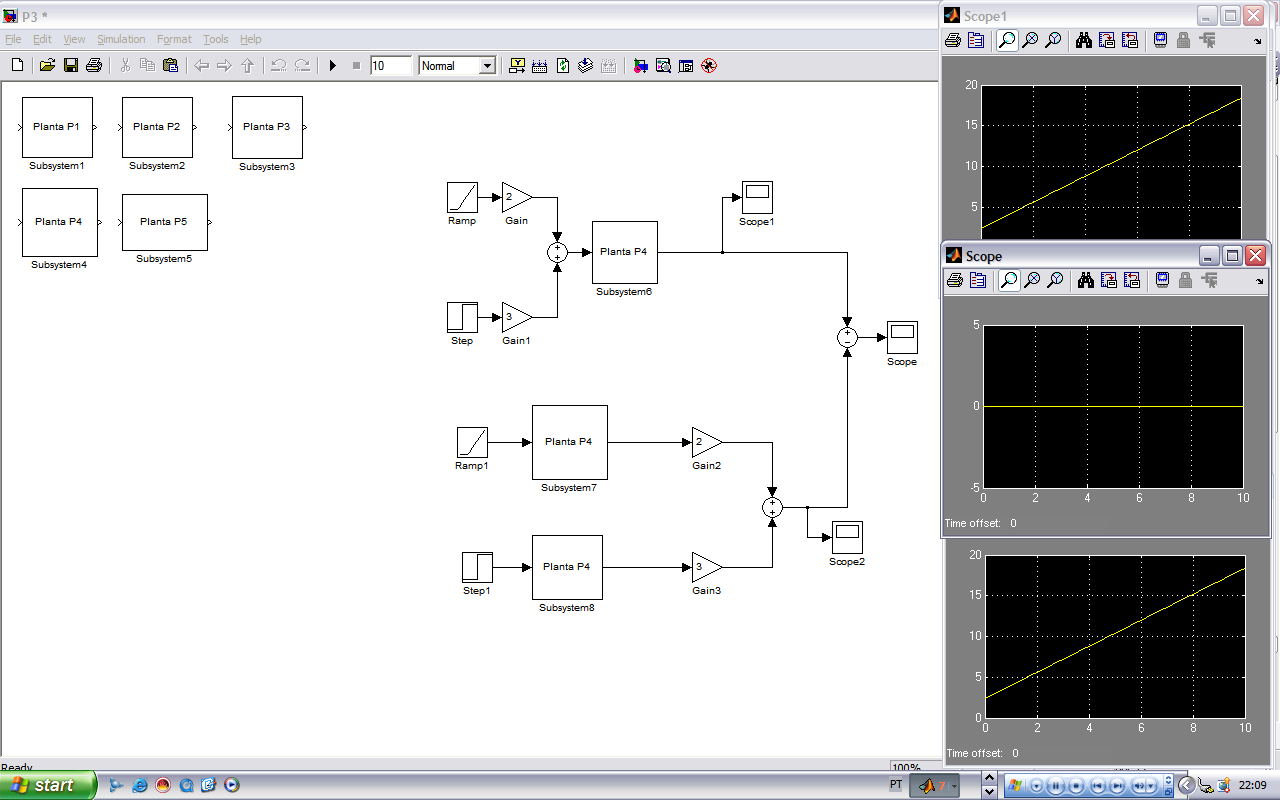 P3 *
File Edit View Simulation Format Tools Help
10 Normal
Planta P1
Subsystem1
Planta P2
Subsystem2
Planta P3
Subsystem3
Planta P4
Subsystem4
Planta P5
Subsystem5
Ramp
2
Gain
+
+
Step
3
Gain1
Planta P4
Subsystem6
Scope1
+
−
Scope
Ramp1
Planta P4
Subsystem7
2
Gain2
+
+
Scope2
Step1
Planta P4
Subsystem8
3
Gain3
Ready
100%
Scope1
20
15
10
5
Scope
5
0
-5
0 2 4 6 8 10
Time offset: 0
20
15
10
5
0
0 2 4 6 8 10
Time offset: 0
start
PT
7
22:09